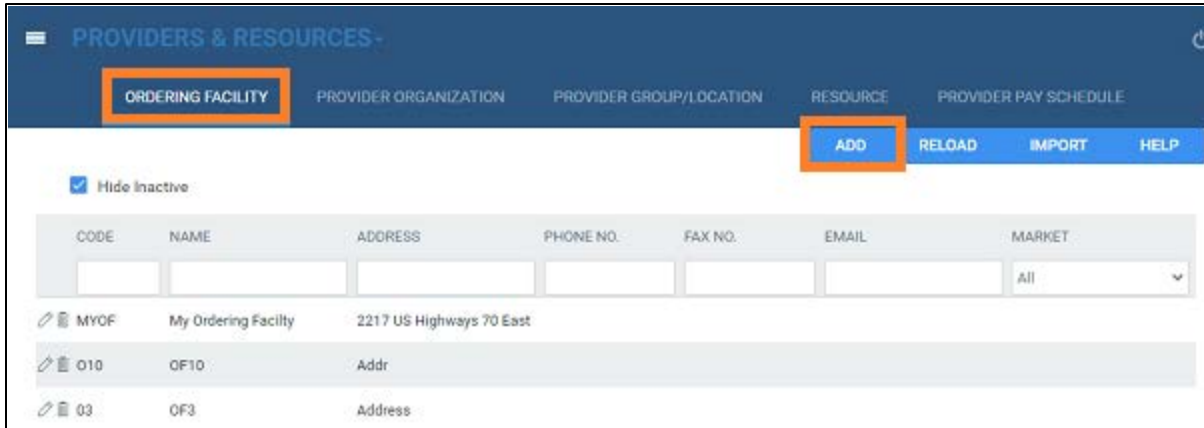 PROVIDERS & RESOURCES
ORDERING FACILITY PROVIDER ORGANIZATION PROVIDER GROUP/LOCATION RESOURCE PROVIDER PAY SCHEDULE
ADD RELOAD IMPORT HELP
Hide Inactive
CODE NAME ADDRESS PHONE NO. FAX NO. EMAIL MARKET
All
MYOF My Ordering Facilty 2217 US Highways 70 East
O10 OF10 Addr
03 OF3 Address